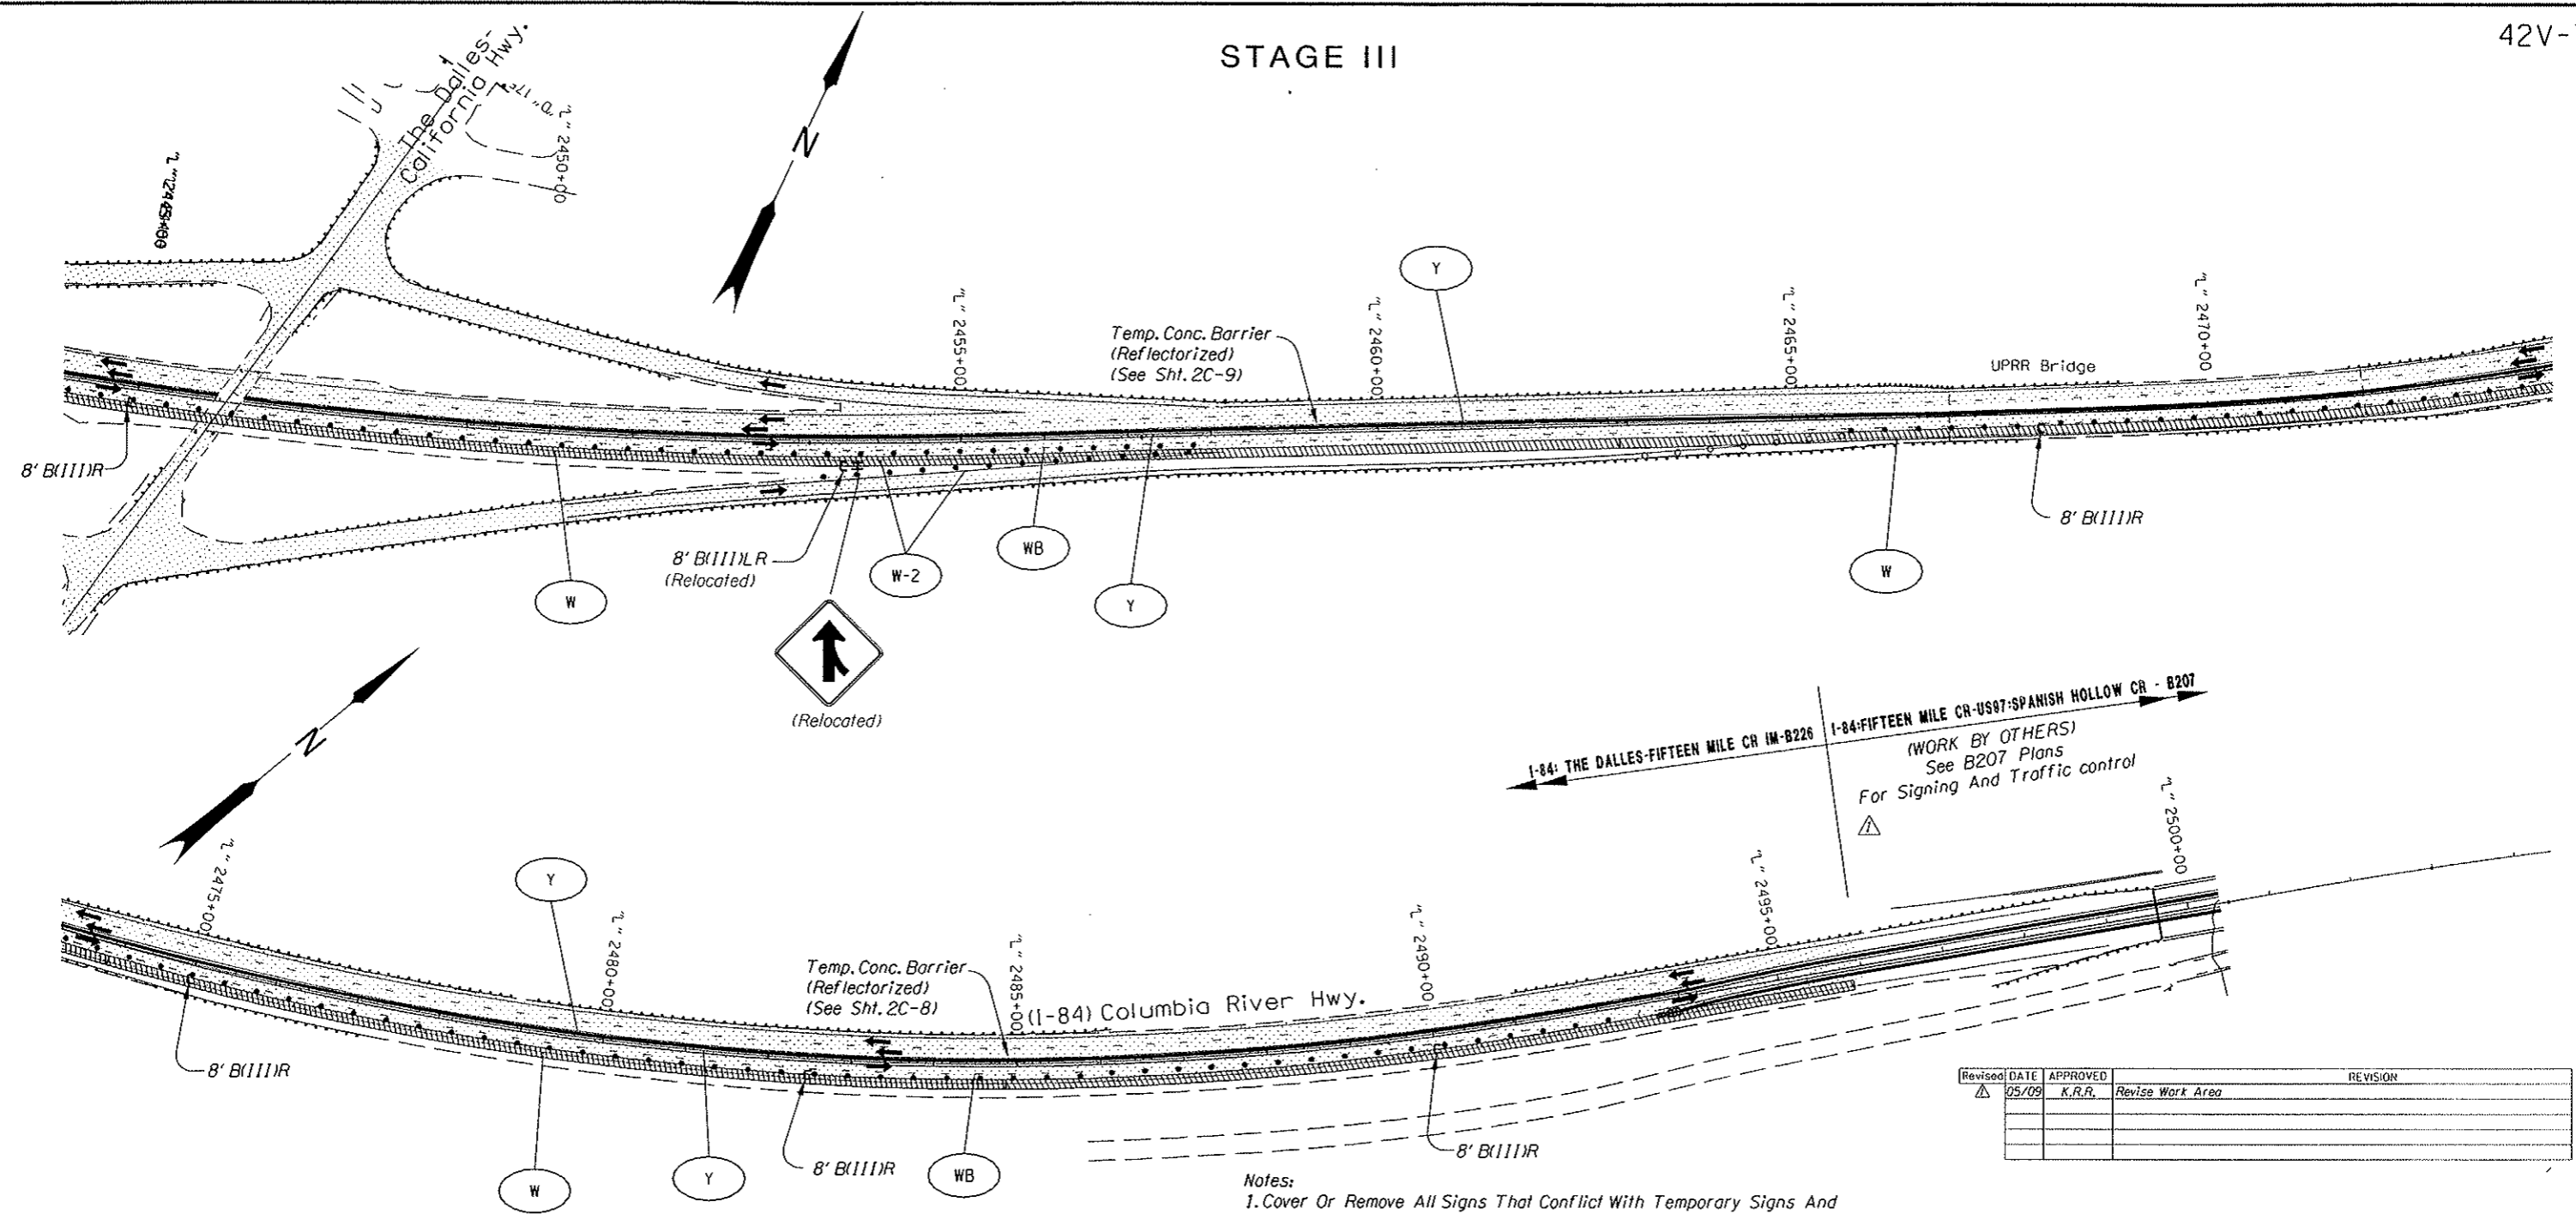 STAGE III
42V-
The Dalles-
California Hwy.
"L" 2450+00
N
"L" 2455+00
"L" 2460+00
"L" 2465+00
"L" 2470+00
Y
Temp. Conc. Barrier
(Reflectorized)
(See Sht. 2C-9)
UPRR Bridge
8' B(III)R
8' B(III)LR
(Relocated)
W
W-2
WB
Y
W
8' B(III)R
(Relocated)
N
I-84: THE DALLES-FIFTEEN MILE CR IM-B226
I-84:FIFTEEN MILE CR-US97:SPANISH HOLLOW CR - B207
(WORK BY OTHERS)
See B207 Plans
For Signing And Traffic control
1
"L" 2475+00
"L" 2480+00
"L" 2485+00
"L" 2490+00
"L" 2495+00
"L" 2500+00
Y
Temp. Conc. Barrier
(Reflectorized)
(See Sht. 2C-8)
(I-84) Columbia River Hwy.
8' B(III)R
W
Y
8' B(III)R
WB
8' B(III)R
Revised DATE APPROVED REVISION
1 05/09 K.R.R. Revise Work Area
Notes:
1. Cover Or Remove All Signs That Conflict With Temporary Signs And